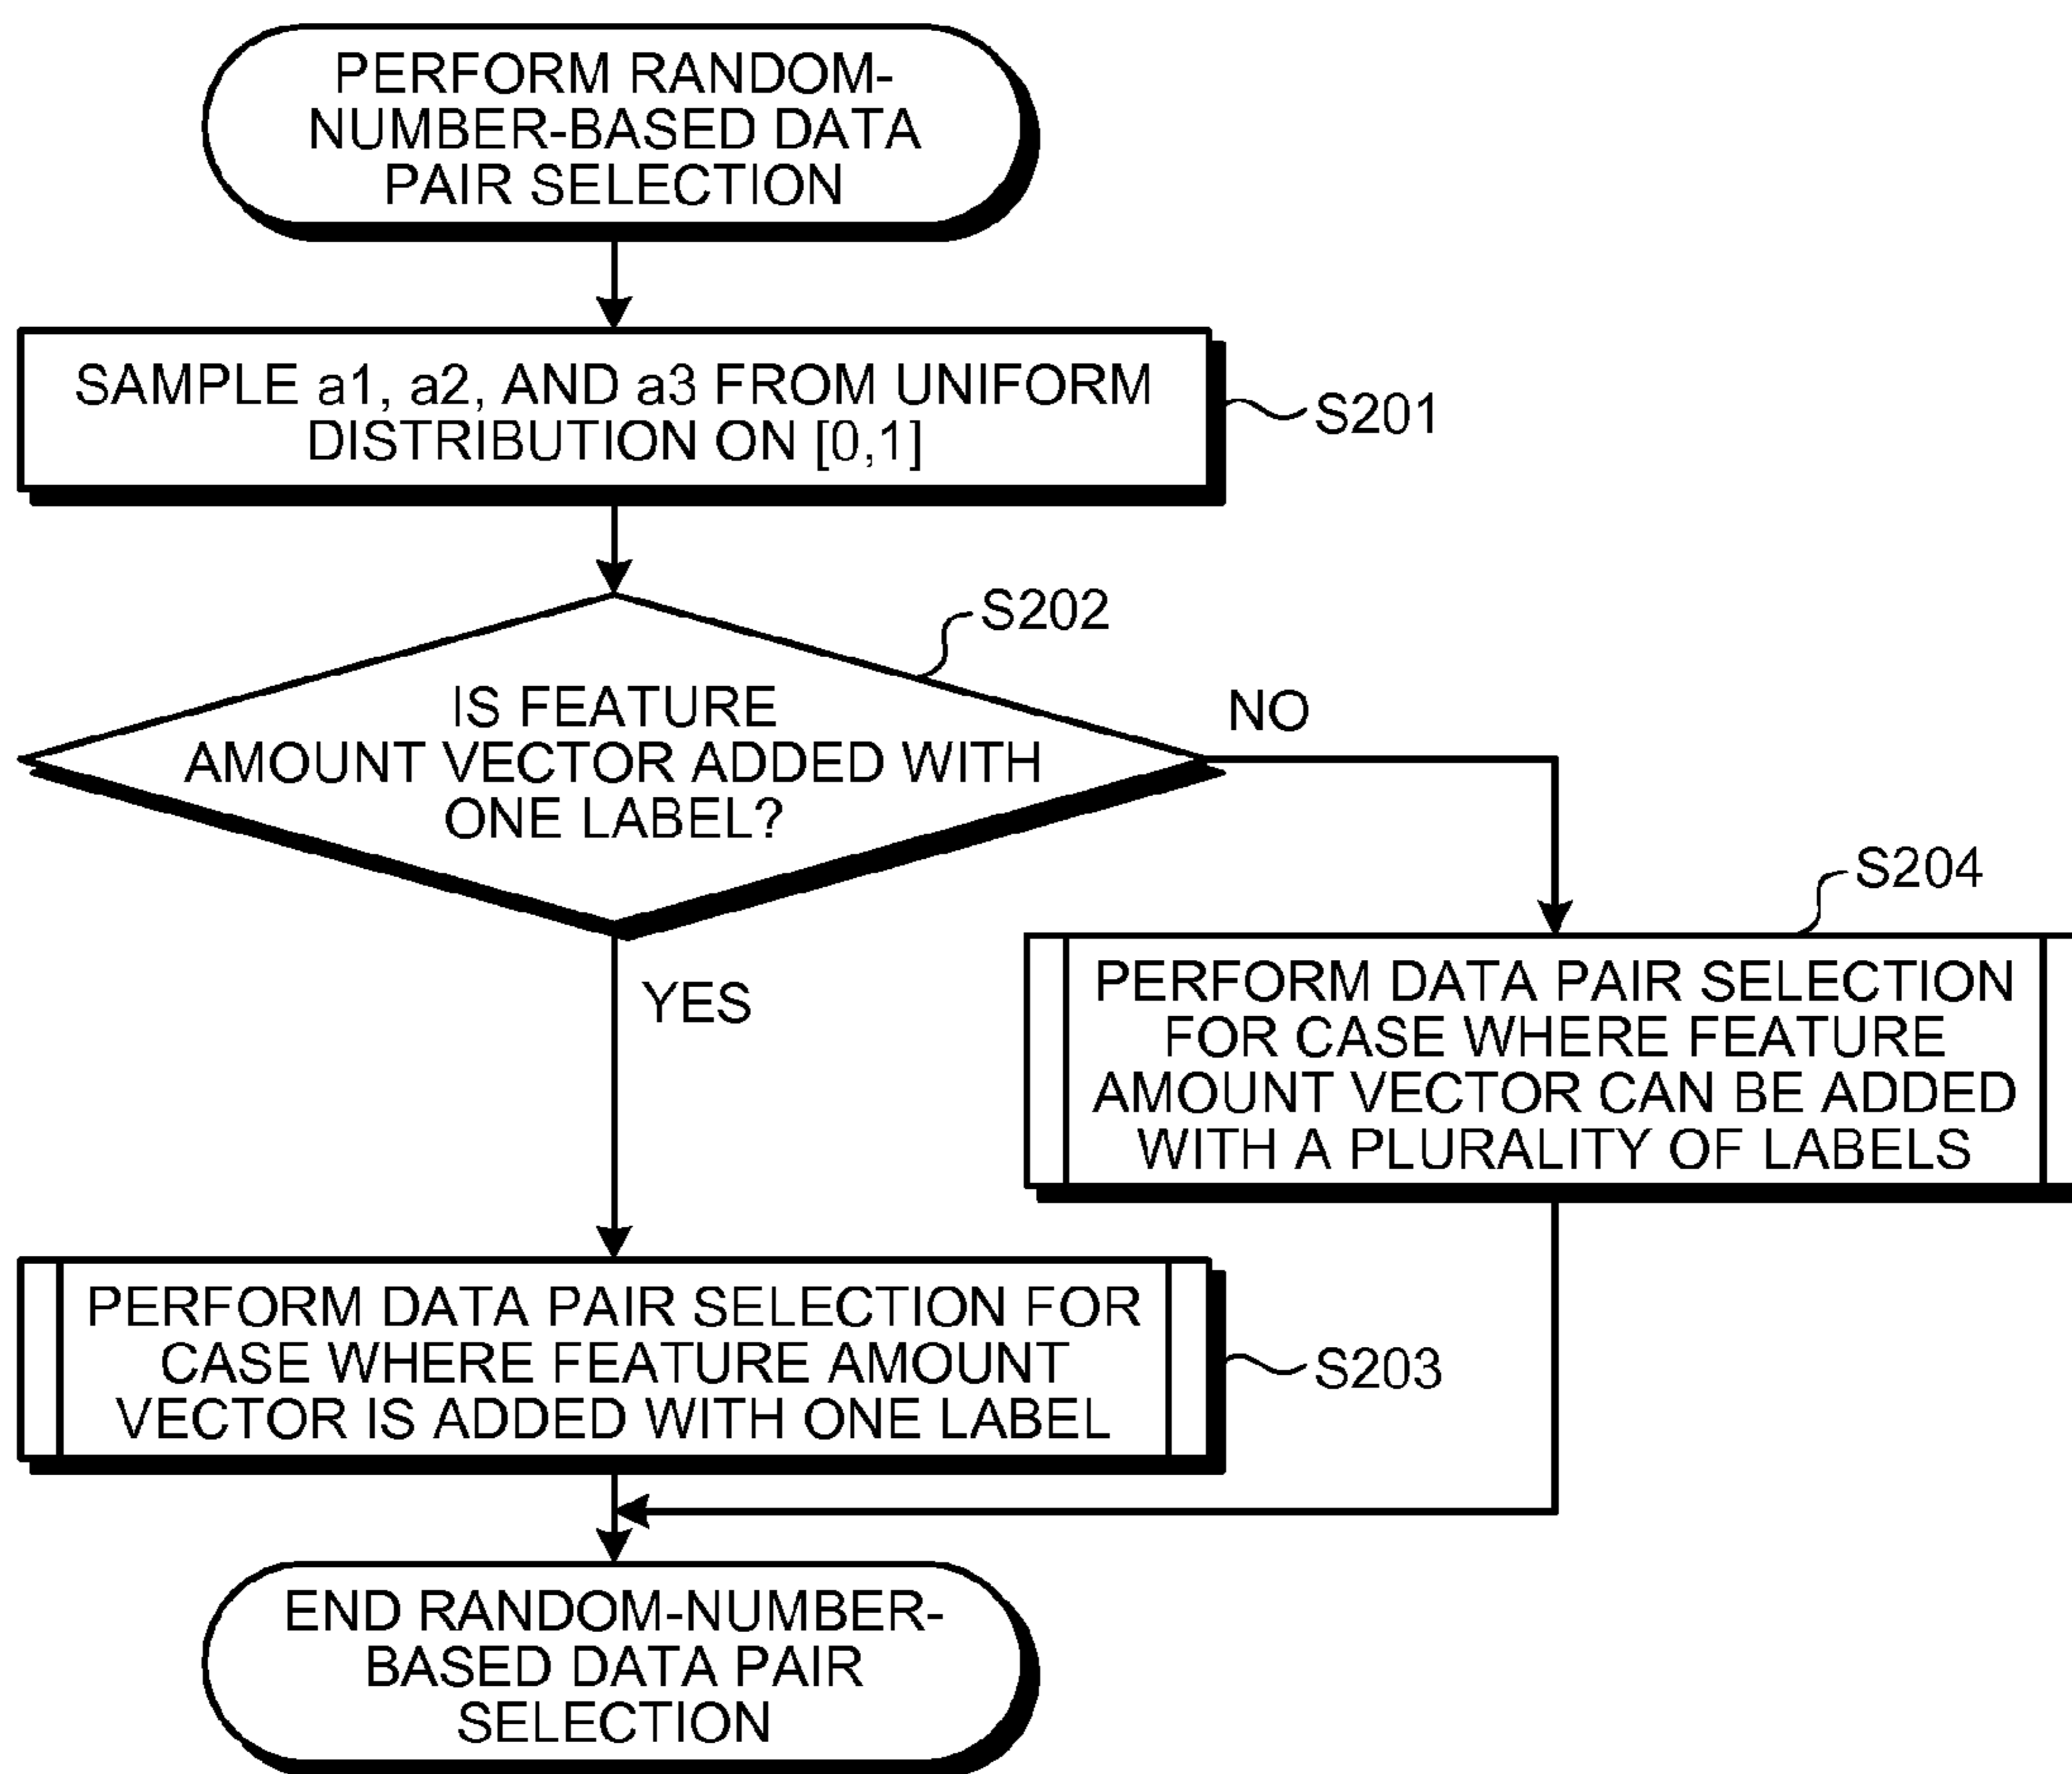 PERFORM RANDOM-
NUMBER-BASED DATA
PAIR SELECTION
SAMPLE a1, a2, AND a3 FROM UNIFORM
DISTRIBUTION ON [0,1]
S201
S202
IS FEATURE
AMOUNT VECTOR ADDED WITH
ONE LABEL?
NO
YES
S204
PERFORM DATA PAIR SELECTION
FOR CASE WHERE FEATURE
AMOUNT VECTOR CAN BE ADDED
WITH A PLURALITY OF LABELS
PERFORM DATA PAIR SELECTION FOR
CASE WHERE FEATURE AMOUNT
VECTOR IS ADDED WITH ONE LABEL
S203
END RANDOM-NUMBER-
BASED DATA PAIR
SELECTION